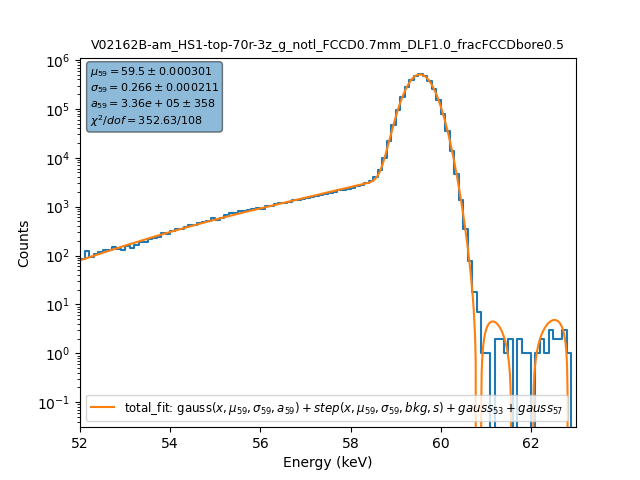 V02162B-am_HS1-top-70r-3z_g_notl_FCCD0.7mm_DLF1.0_fracFCCDbore0.5
μ₅₉ = 59.5 ± 0.000301
σ₅₉ = 0.266 ± 0.000211
a₅₉ = 3.36e + 05 ± 358
χ²/dof = 352.63/108
10⁶
10⁵
10⁴
10³
10²
10¹
10⁰
10⁻¹
Counts
total_fit: gauss(x, μ₅₉, σ₅₉, a₅₉) + step(x, μ₅₉, σ₅₉, bkg, s) + gauss₅₃ + gauss₅₇
52 54 56 58 60 62
Energy (keV)